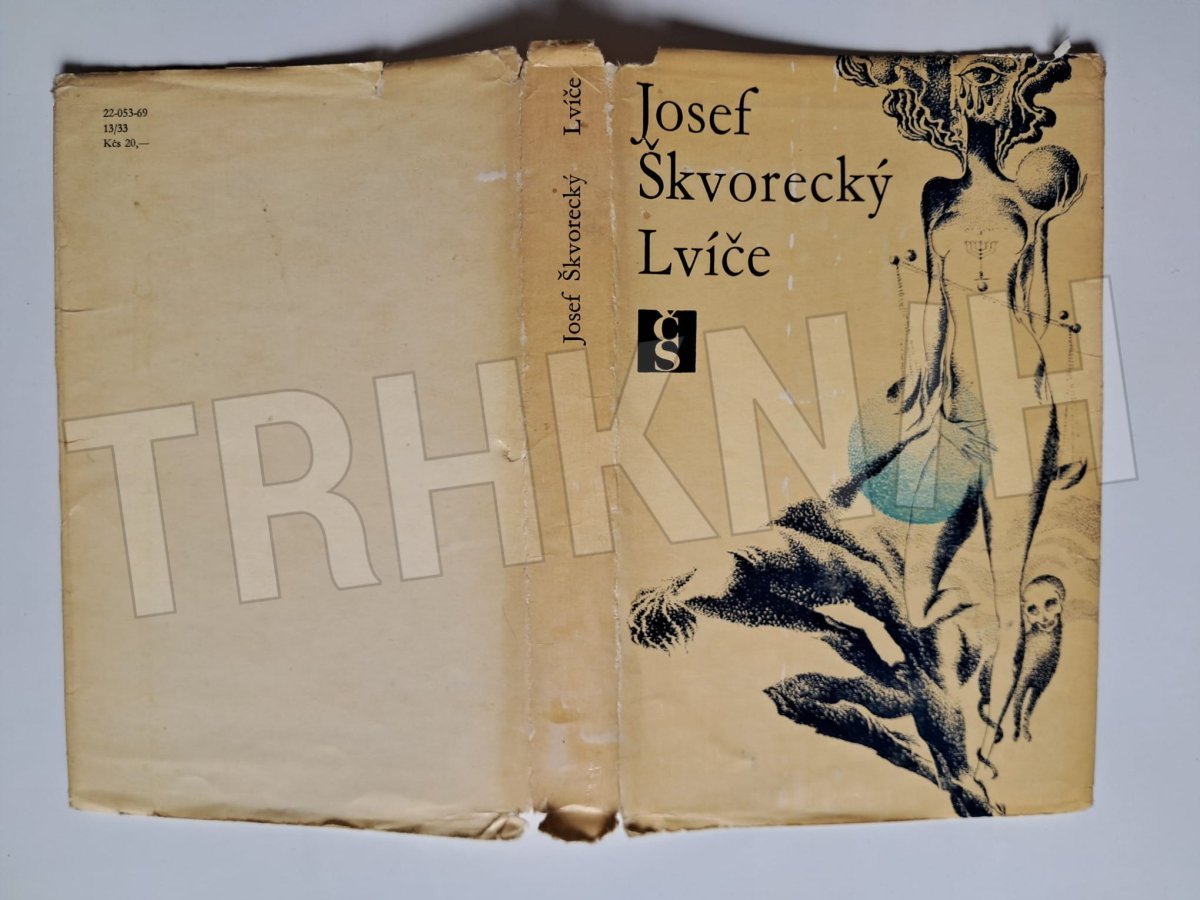 22-053-69
13/33
Kčs 20,—
Josef Škvorecký Lvíče
Josef
Škvorecký
Lvíče
ČS
TRHKNIH